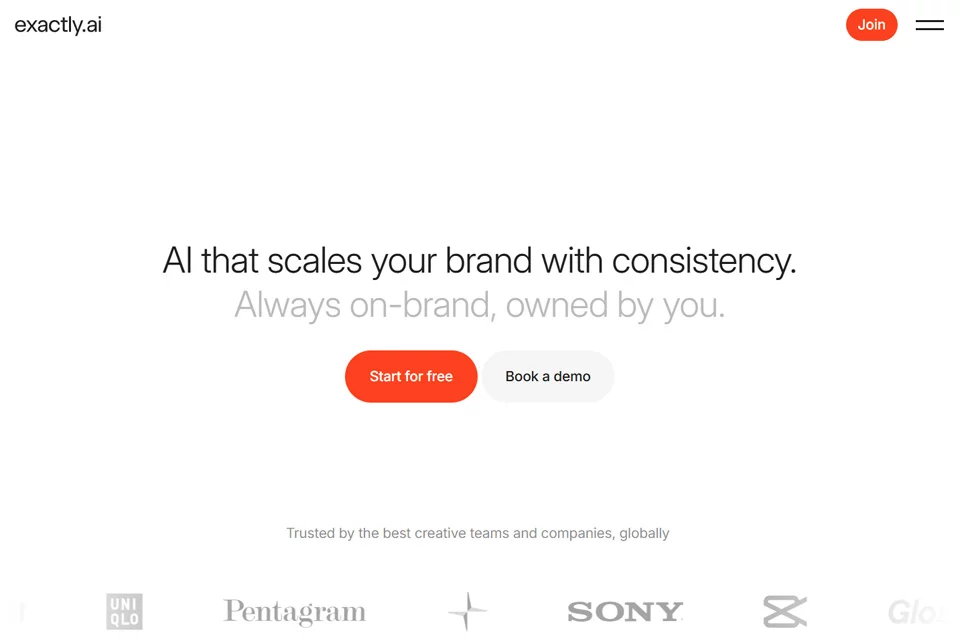 exactly.ai
Join
AI that scales your brand with consistency.
Always on-brand, owned by you.
Start for free
Book a demo
Trusted by the best creative teams and companies, globally
UNI
QLO
Pentagram
SONY